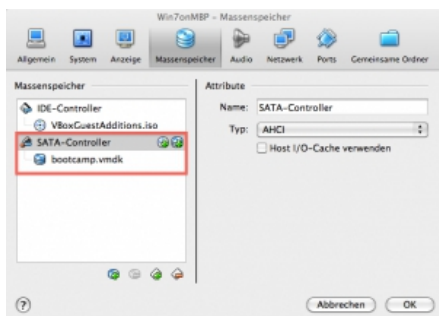 Win7onMBP – Massenspeicher
Allgemein System Anzeige Massenspeicher Audio Netzwerk Ports Gemeinsame Ordner
Massenspeicher
IDE-Controller
VBoxGuestAdditions.iso
SATA-Controller
bootcamp.vmdk
Attribute
Name: SATA-Controller
Typ: AHCI
Host I/O-Cache verwenden
?
Abbrechen OK